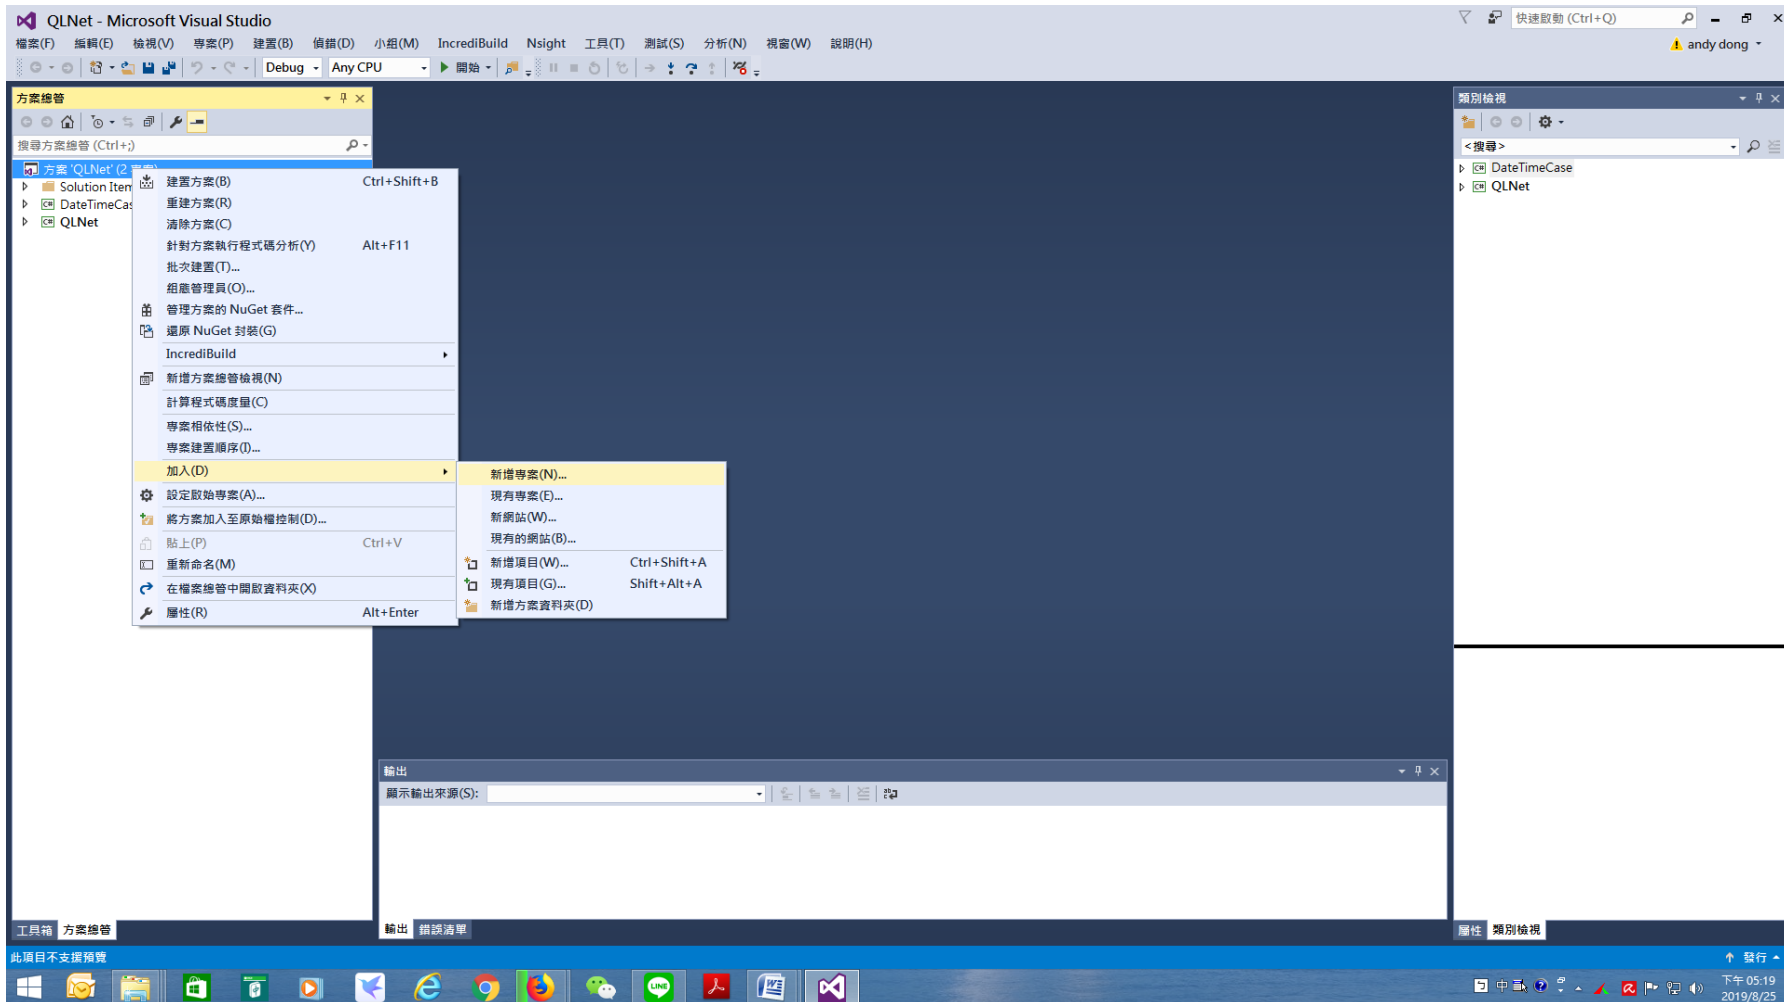 QLNet - Microsoft Visual Studio
快速啟動 (Ctrl+Q)
檔案(F) 編輯(E) 檢視(V) 專案(P) 建置(B) 偵錯(D) 小組(M) IncrediBuild Nsight 工具(T) 測試(S) 分析(N) 視窗(W) 說明(H)
andy dong
Debug Any CPU 開始
方案總管
搜尋方案總管 (Ctrl+;)
方案 'QLNet' (2 專案)
Solution Item
DateTimeCas
QLNet
建置方案(B) Ctrl+Shift+B
重建方案(R)
清除方案(C)
針對方案執行程式碼分析(Y) Alt+F11
批次建置(T)...
組態管理員(O)...
管理方案的 NuGet 套件...
還原 NuGet 封裝(G)
IncrediBuild
新增方案總管檢視(N)
計算程式碼度量(C)
專案相依性(S)...
專案建置順序(I)...
加入(D)
設定啟始專案(A)...
將方案加入至原始檔控制(D)...
貼上(P) Ctrl+V
重新命名(M)
在檔案總管中開啟資料夾(X)
屬性(R) Alt+Enter
新增專案(N)...
現有專案(E)...
新網站(W)...
現有的網站(B)...
新增項目(W)... Ctrl+Shift+A
現有項目(G)... Shift+Alt+A
新增方案資料夾(D)
類別檢視
<搜尋>
DateTimeCase
QLNet
輸出
顯示輸出來源(S):
工具箱 方案總管
輸出 錯誤清單
屬性 類別檢視
此項目不支援預覽
發行
LINE
中
下午 05:19
2019/8/25